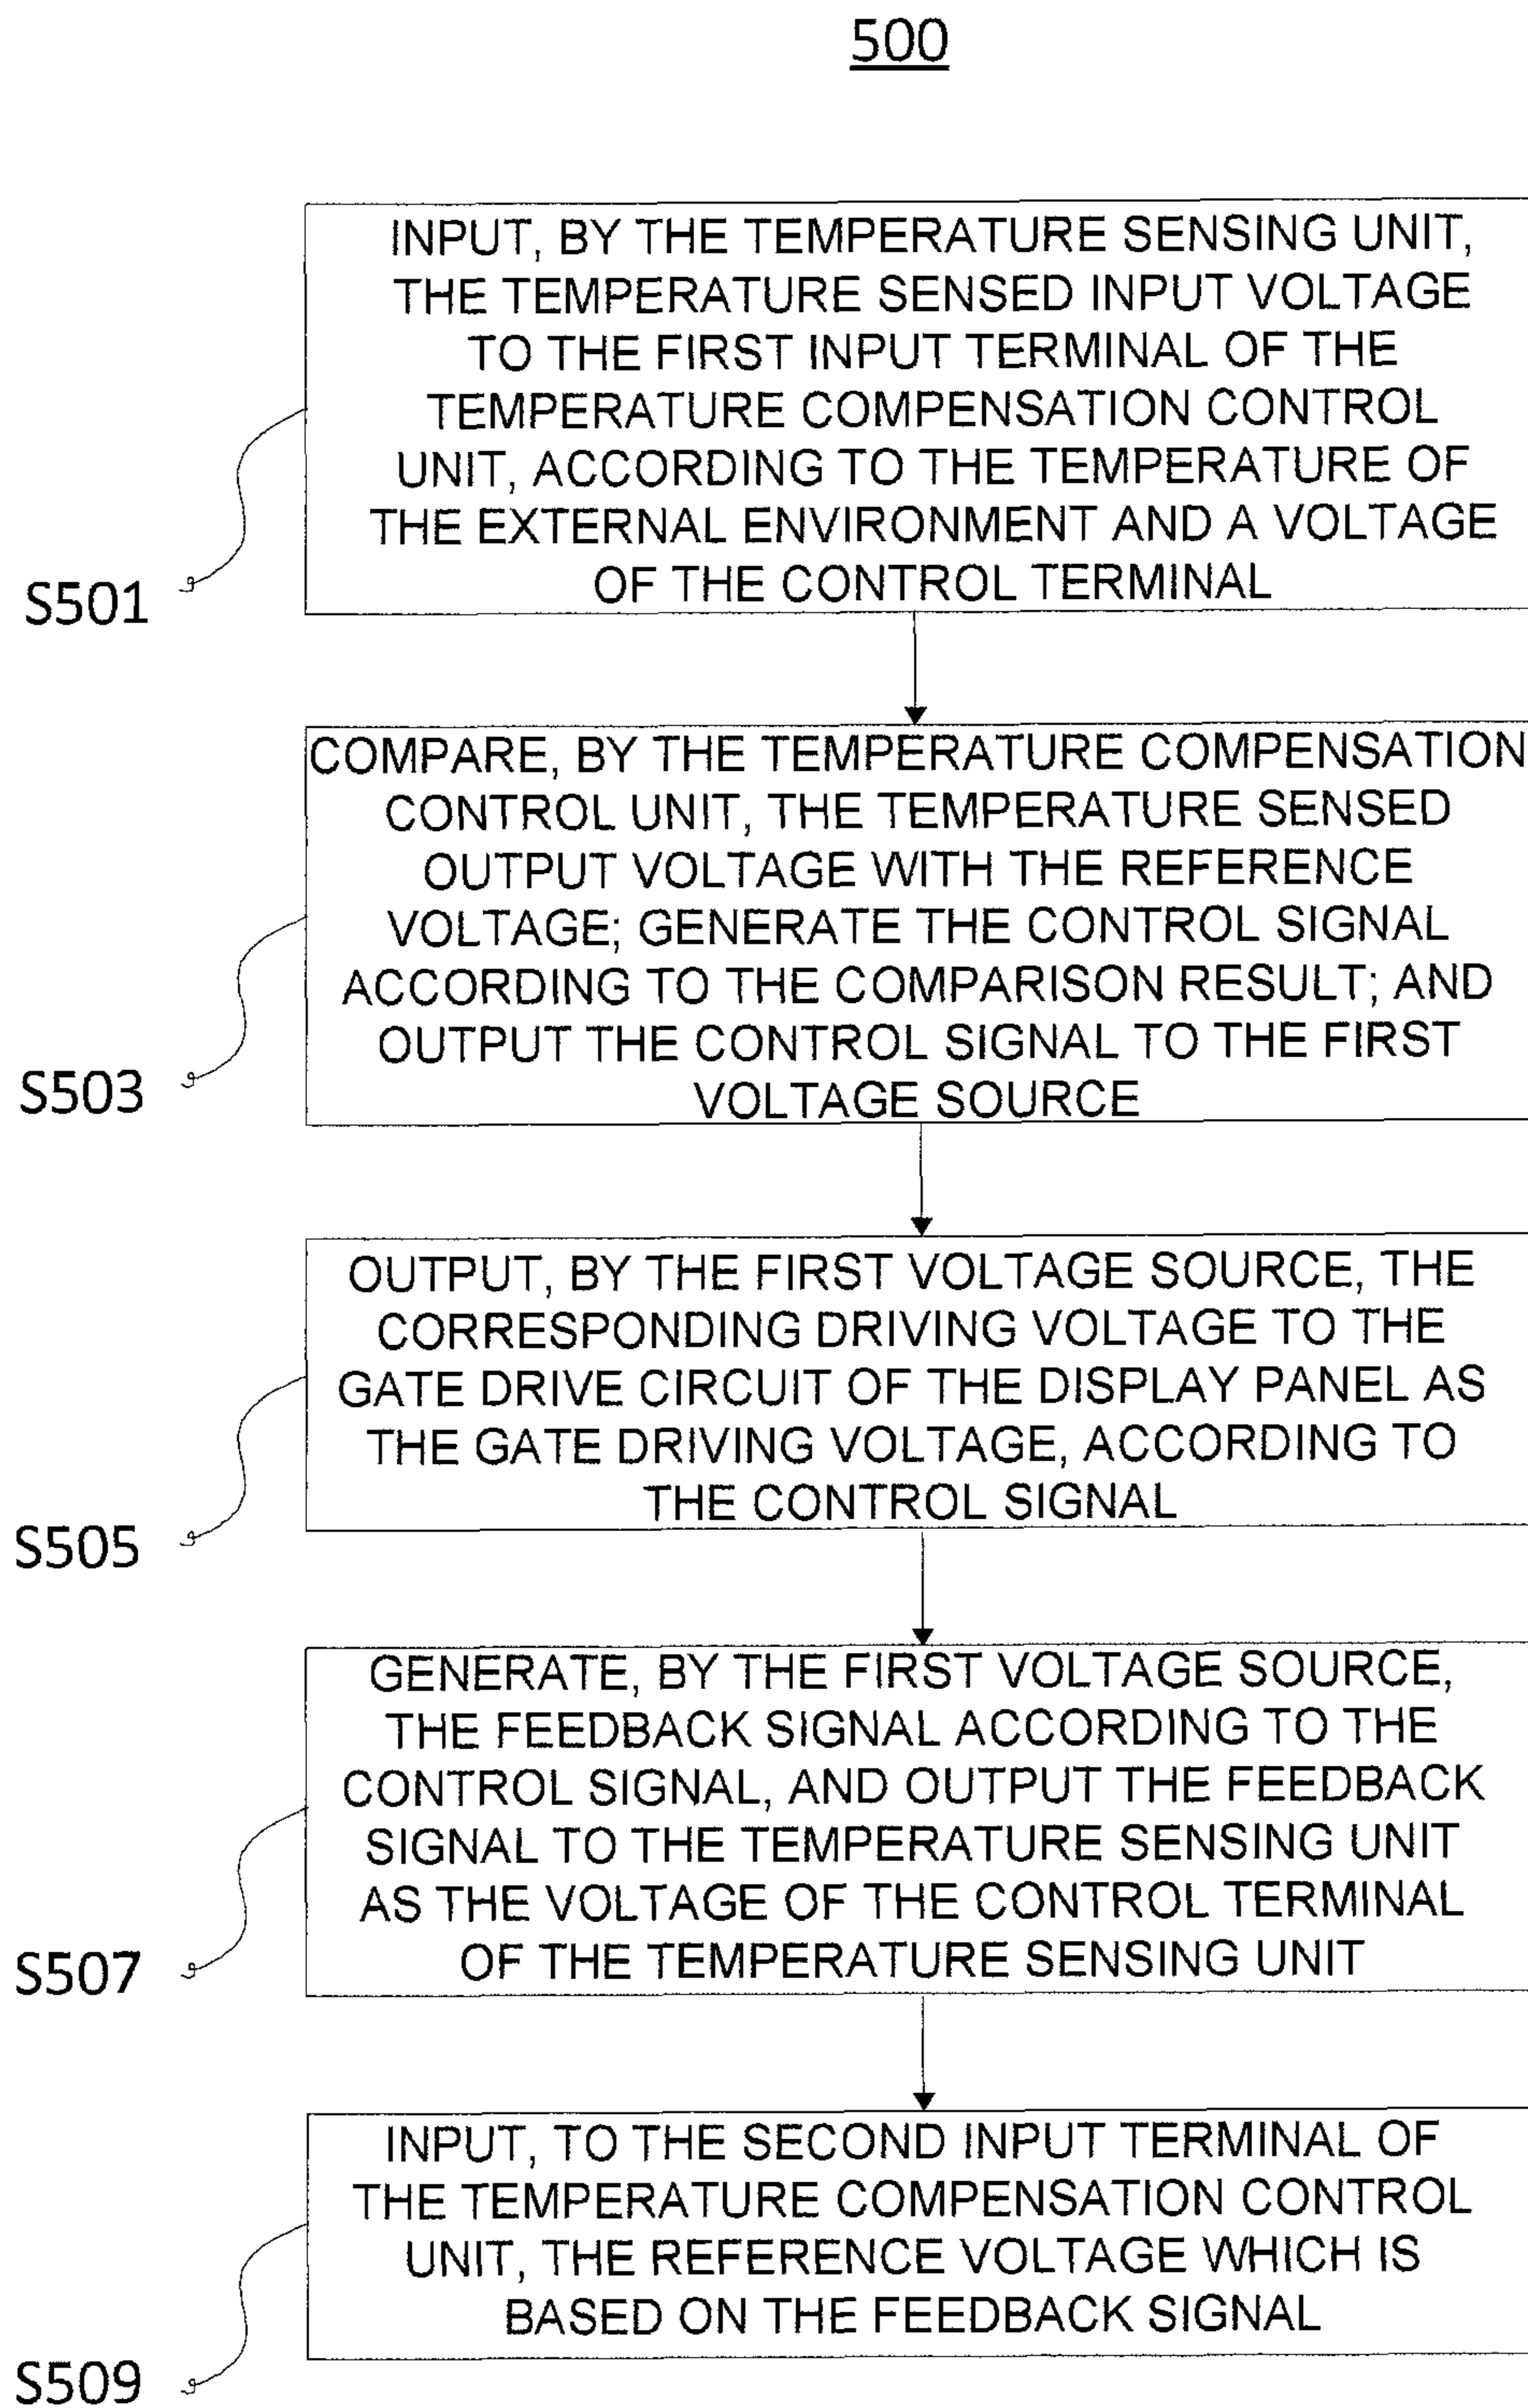 500
INPUT, BY THE TEMPERATURE SENSING UNIT,
THE TEMPERATURE SENSED INPUT VOLTAGE
TO THE FIRST INPUT TERMINAL OF THE
TEMPERATURE COMPENSATION CONTROL
UNIT, ACCORDING TO THE TEMPERATURE OF
THE EXTERNAL ENVIRONMENT AND A VOLTAGE
OF THE CONTROL TERMINAL
S501
COMPARE, BY THE TEMPERATURE COMPENSATION
CONTROL UNIT, THE TEMPERATURE SENSED
OUTPUT VOLTAGE WITH THE REFERENCE
VOLTAGE; GENERATE THE CONTROL SIGNAL
ACCORDING TO THE COMPARISON RESULT; AND
OUTPUT THE CONTROL SIGNAL TO THE FIRST
VOLTAGE SOURCE
S503
OUTPUT, BY THE FIRST VOLTAGE SOURCE, THE
CORRESPONDING DRIVING VOLTAGE TO THE
GATE DRIVE CIRCUIT OF THE DISPLAY PANEL AS
THE GATE DRIVING VOLTAGE, ACCORDING TO
THE CONTROL SIGNAL
S505
GENERATE, BY THE FIRST VOLTAGE SOURCE,
THE FEEDBACK SIGNAL ACCORDING TO THE
CONTROL SIGNAL, AND OUTPUT THE FEEDBACK
SIGNAL TO THE TEMPERATURE SENSING UNIT
AS THE VOLTAGE OF THE CONTROL TERMINAL
OF THE TEMPERATURE SENSING UNIT
S507
INPUT, TO THE SECOND INPUT TERMINAL OF
THE TEMPERATURE COMPENSATION CONTROL
UNIT, THE REFERENCE VOLTAGE WHICH IS
BASED ON THE FEEDBACK SIGNAL
S509